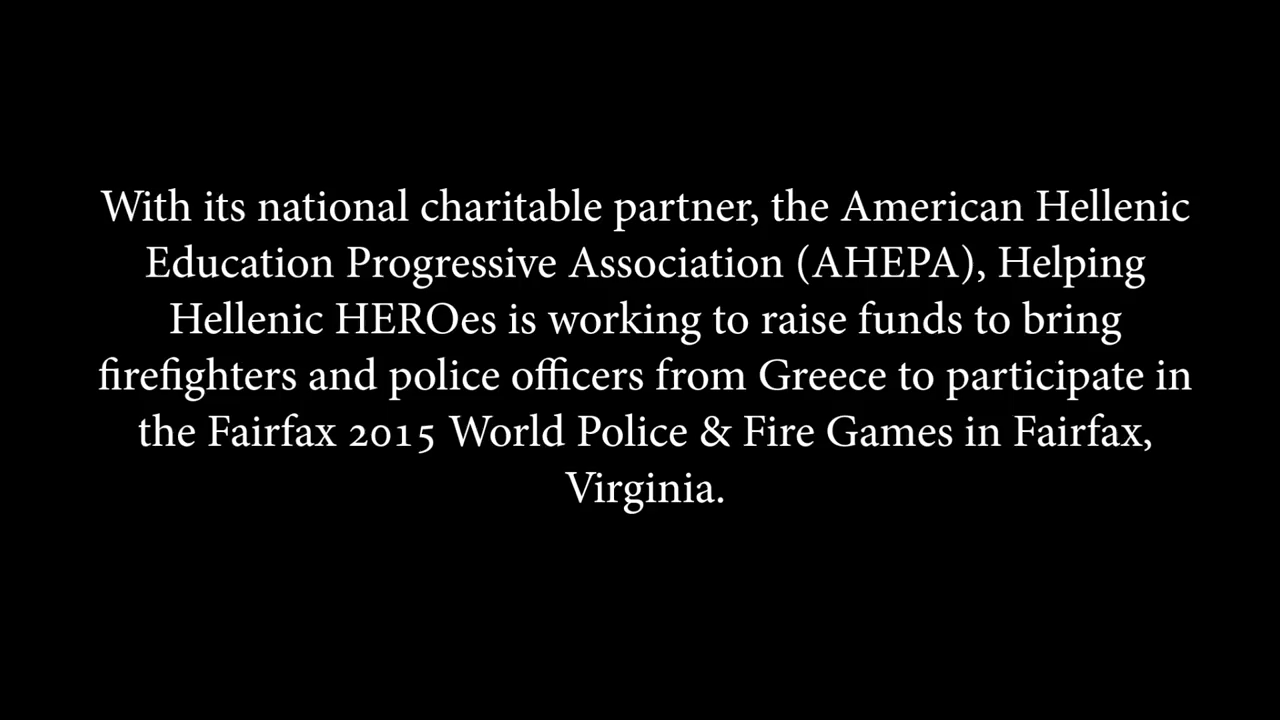 With its national charitable partner, the American Hellenic
Education Progressive Association (AHEPA), Helping
Hellenic HEROes is working to raise funds to bring
firefighters and police officers from Greece to participate in
the Fairfax 2015 World Police & Fire Games in Fairfax,
Virginia.